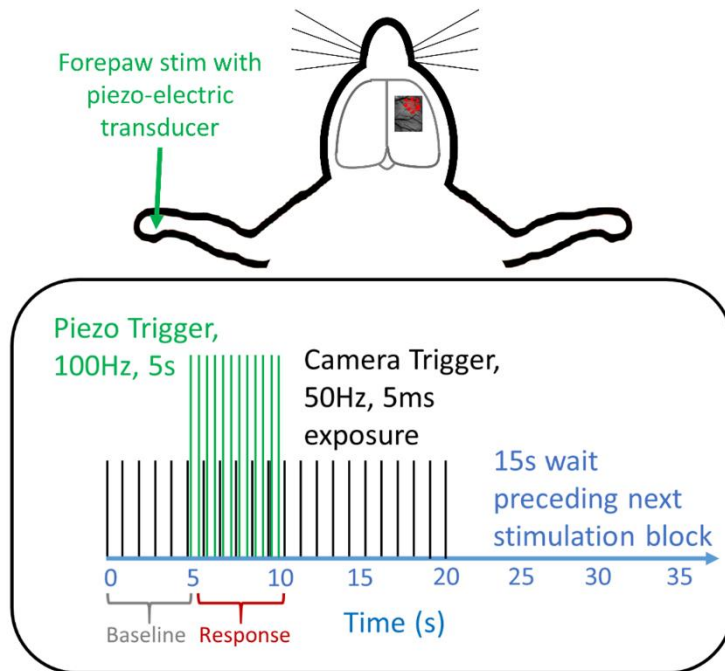 Forepaw stim with
piezo-electric
transducer
Piezo Trigger,
100Hz, 5s
Camera Trigger,
50Hz, 5ms
exposure
15s wait
preceding next
stimulation block
0 5 10 15 20 25 30 35
Baseline Response Time (s)